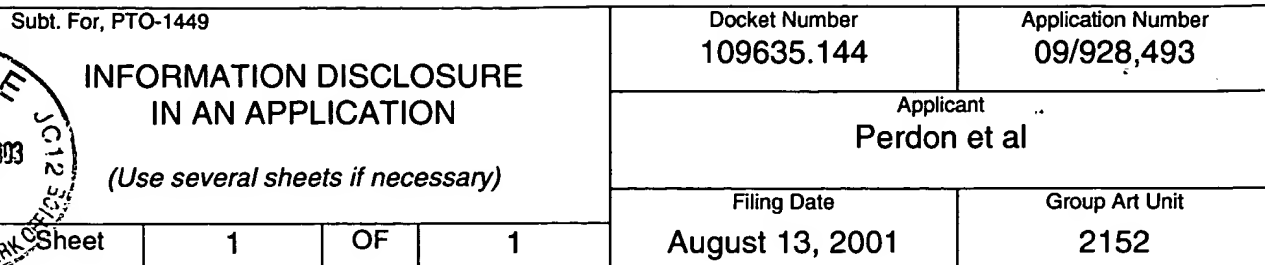 Subt. For, PTO-1449
INFORMATION DISCLOSURE
IN AN APPLICATION
(Use several sheets if necessary)
Sheet 1 OF 1
Docket Number
109635.144
Application Number
09/928,493
Applicant
Perdon et al
Filing Date
August 13, 2001
Group Art Unit
2152
JC12